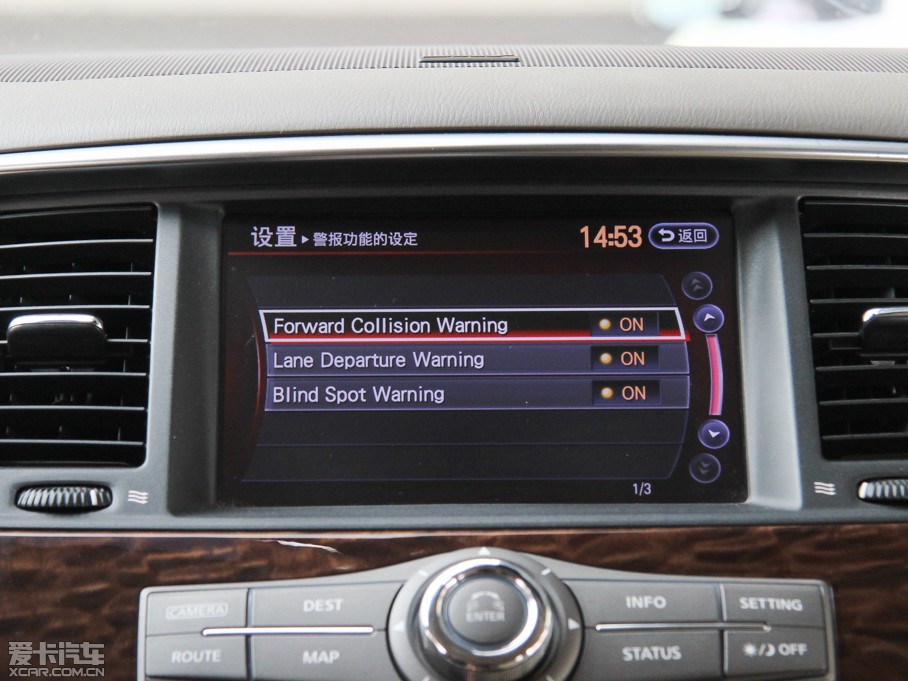 设置 ▸ 警报功能的设定 14:53 返回
Forward Collision Warning ON
Lane Departure Warning ON
Blind Spot Warning ON
1/3
CAMERA DEST ENTER INFO SETTING
ROUTE MAP STATUS OFF
爱卡汽车
XCAR.COM.CN